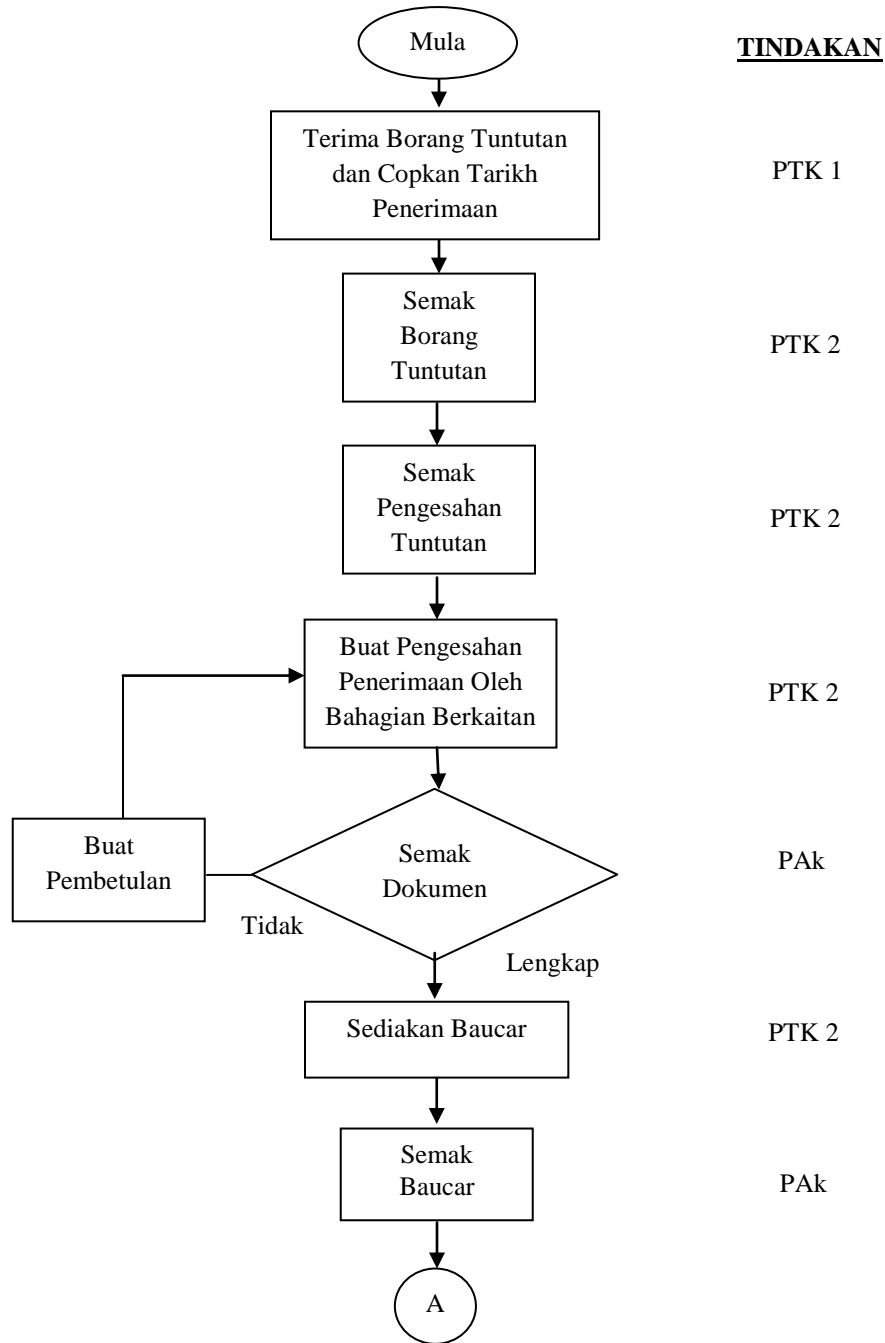 Mula
TINDAKAN
Terima Borang Tuntutan
dan Copkan Tarikh
Penerimaan
PTK 1
Semak
Borang
Tuntutan
PTK 2
Semak
Pengesahan
Tuntutan
PTK 2
Buat Pengesahan
Penerimaan Oleh
Bahagian Berkaitan
PTK 2
Buat
Pembetulan
Semak
Dokumen
PAk
Tidak
Lengkap
Sediakan Baucar
PTK 2
Semak
Baucar
PAk
A